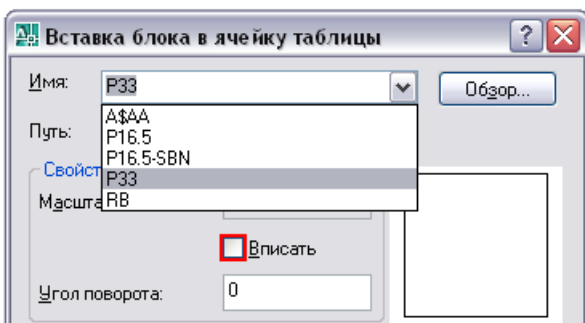 Вставка блока в ячейку таблицы
Имя: P33 Обзор...
A$AA
Путь: P16.5
P16.5-SBN
Свойст P33
Масшта RB
Вписать
Угол поворота: 0